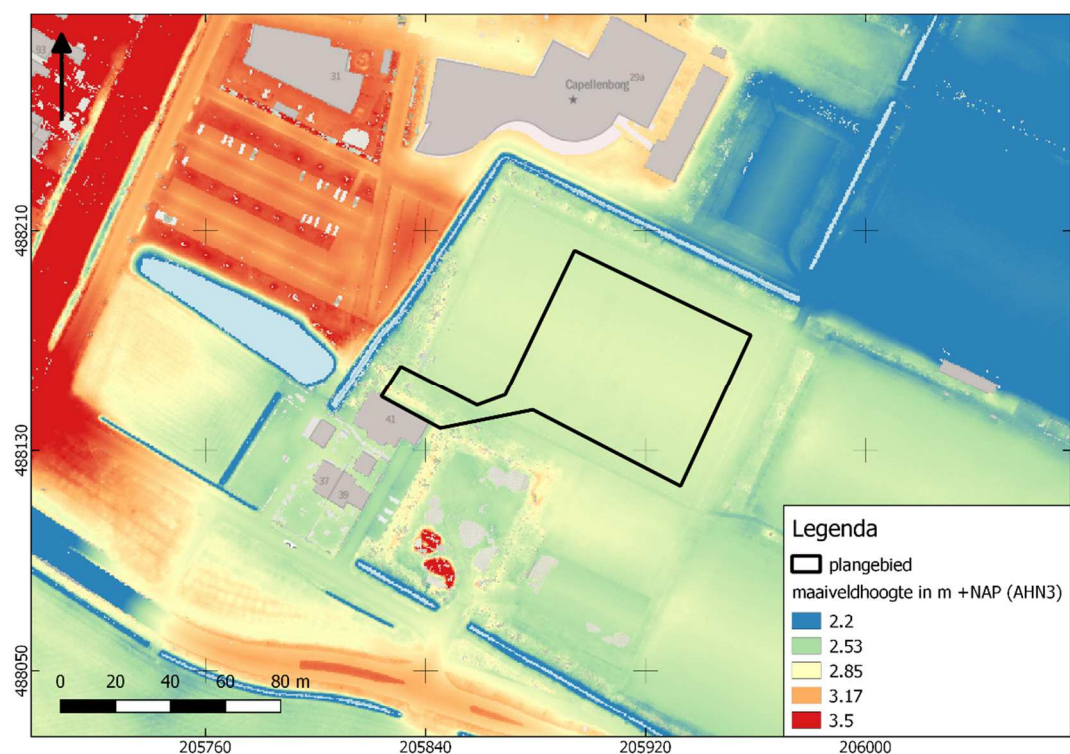 93
31
Capellenborg
29a
488210
41
488130
37
39
Legenda
plangebied
maaiveldhoogte in m +NAP (AHN3)
2.2
2.53
2.85
3.17
3.5
488050
0 20 40 60 80 m
205760 205840 205920 206000